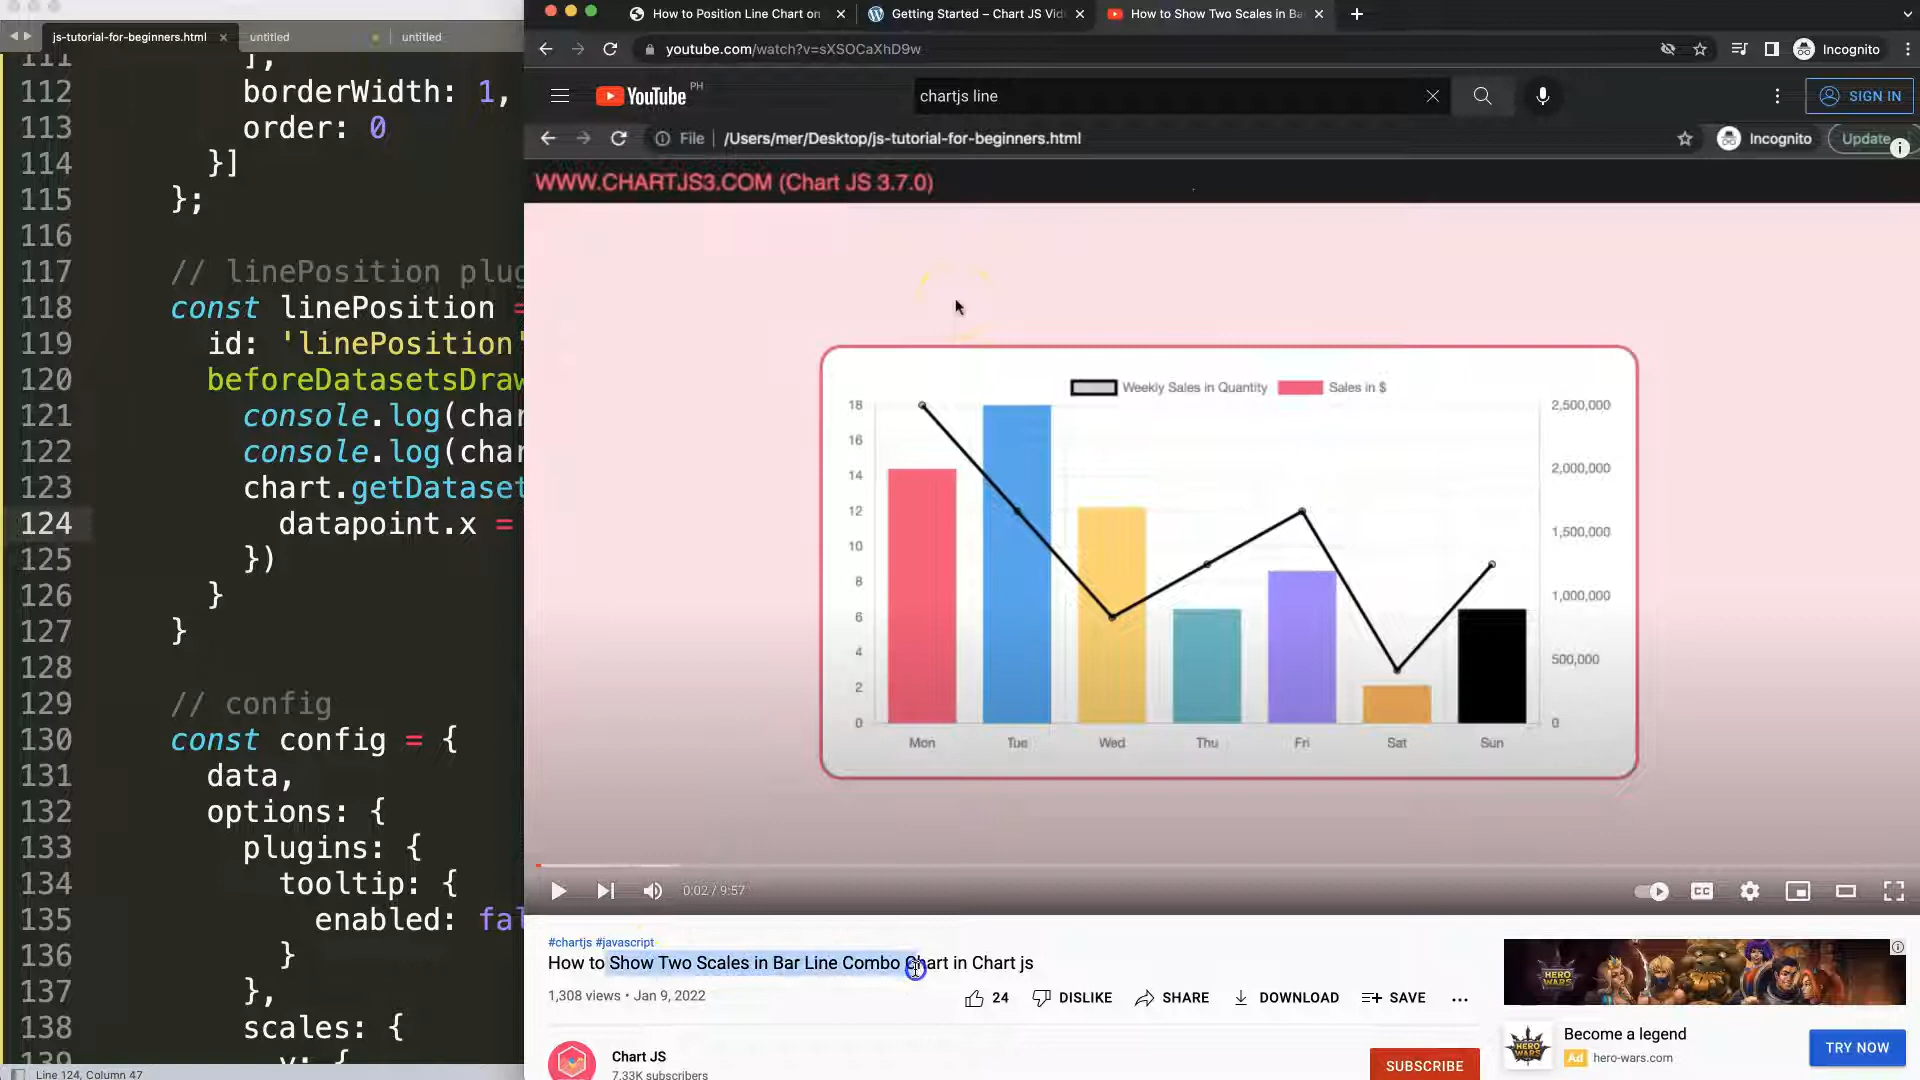 js-tutorial-for-beginners.html
untitled
untitled
111 ],
112 borderWidth: 1,
113 order: 0
114 }]
115 };
116
117 // linePosition plug
118 const linePosition =
119 id: 'linePosition'
120 beforeDatasetsDraw
121 console.log(char
122 console.log(char
123 chart.getDataset
124 datapoint.x =
125 })
126 }
127 }
128
129 // config
130 const config = {
131 data,
132 options: {
133 plugins: {
134 tooltip: {
135 enabled: fal
136 }
137 },
138 scales: {
139 y: {
Line 124, Column 47
How to Position Line Chart on
Getting Started – Chart JS Vid
How to Show Two Scales in Ba
youtube.com/watch?v=sXSOCaXhD9w
Incognito
YouTube PH
chartjs line
SIGN IN
File /Users/mer/Desktop/js-tutorial-for-beginners.html
Incognito
Update
WWW.CHARTJS3.COM (Chart JS 3.7.0)
Weekly Sales in Quantity
Sales in $
18
16
14
12
10
8
6
4
2
0
2,500,000
2,000,000
1,500,000
1,000,000
500,000
0
Mon Tue Wed Thu Fri Sat Sun
0:02 / 9:57
CC
#chartjs #javascript
How to Show Two Scales in Bar Line Combo Chart in Chart js
1,308 views • Jan 9, 2022
24
DISLIKE
SHARE
DOWNLOAD
SAVE
Chart JS
7.33K subscribers
SUBSCRIBE
HERO WARS
HERO WARS
Become a legend
Ad hero-wars.com
TRY NOW